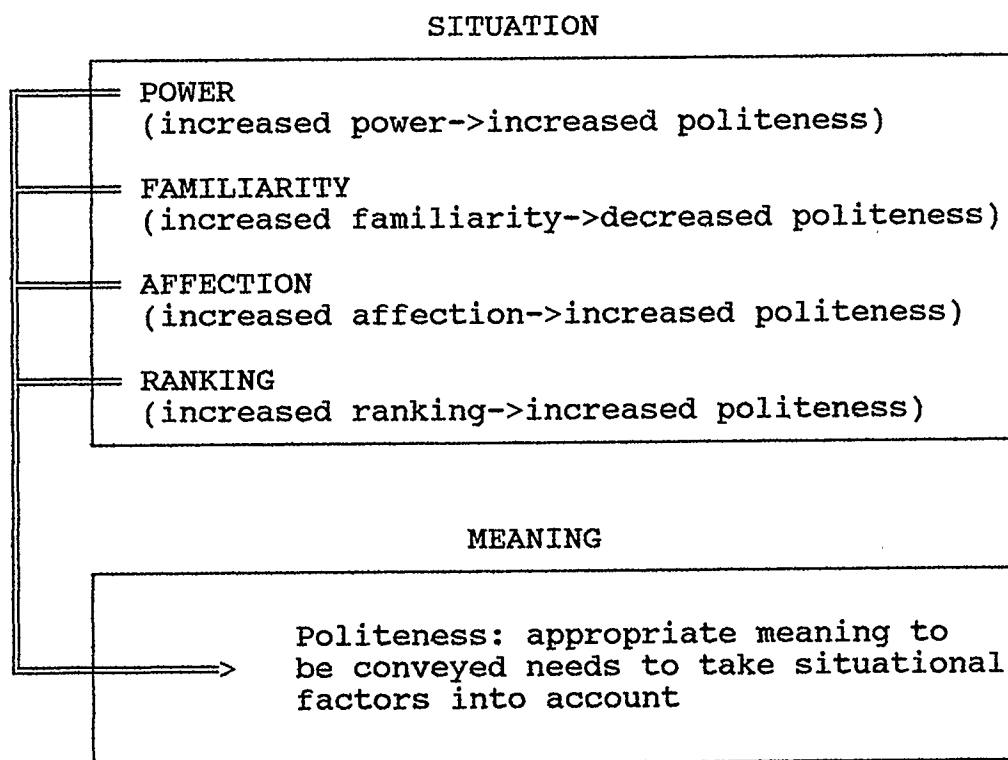 SITUATION
POWER
(increased power->increased politeness)
FAMILIARITY
(increased familiarity->decreased politeness)
AFFECTION
(increased affection->increased politeness)
RANKING
(increased ranking->increased politeness)
MEANING
Politeness: appropriate meaning to
be conveyed needs to take situational
factors into account